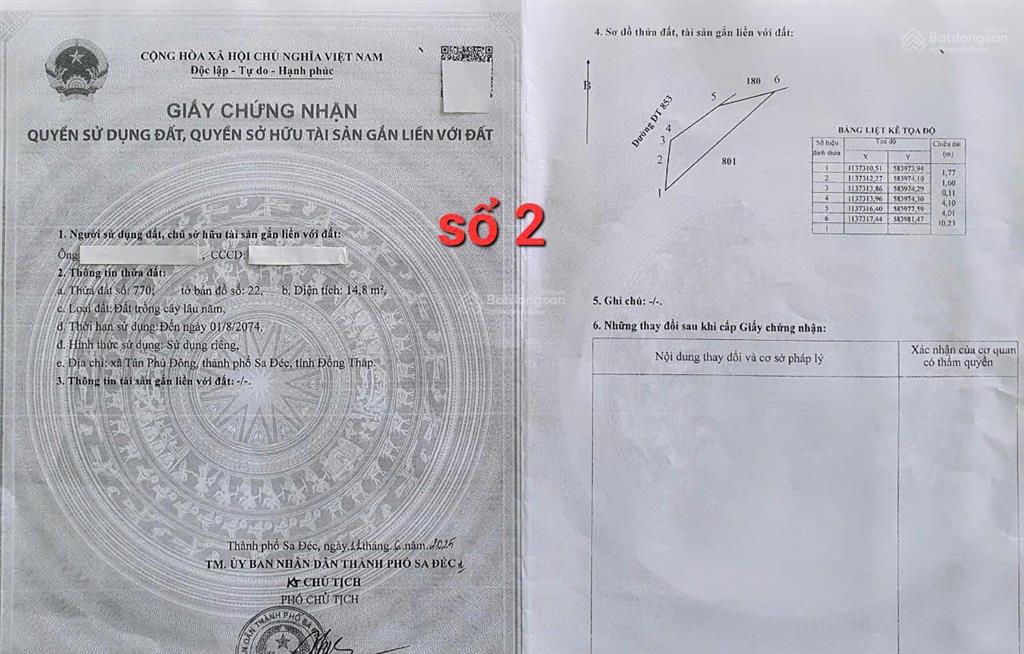 CỘNG HÒA XÃ HỘI CHỦ NGHĨA VIỆT NAM
Độc lập - Tự do - Hạnh phúc
GIẤY CHỨNG NHẬN
QUYỀN SỬ DỤNG ĐẤT, QUYỀN SỞ HỮU TÀI SẢN GẮN LIỀN VỚI ĐẤT
số 2
1. Người sử dụng đất, chủ sở hữu tài sản gắn liền với đất:
Ông , CCCD:
2. Thông tin thửa đất:
a. Thửa đất số: 770; tờ bản đồ số: 22, b. Diện tích: 14,8 m²,
c. Loại đất: Đất trồng cây lâu năm,
d. Thời hạn sử dụng: Đến ngày 01/8/2074,
đ. Hình thức sử dụng: Sử dụng riêng,
e. Địa chỉ: xã Tân Phú Đông, thành phố Sa Đéc, tỉnh Đồng Tháp.
3. Thông tin tài sản gắn liền với đất: -/-.
Thành phố Sa Đéc, ngày 11 tháng 6 năm 2025
TM. ỦY BAN NHÂN DÂN THÀNH PHỐ SA ĐÉC
KT CHỦ TỊCH
PHÓ CHỦ TỊCH
DÂN THÀNH PHỐ SA
4. Sơ đồ thửa đất, tài sản gắn liền với đất:
Batdongsan
B
Đường ĐT 853
180
6
5
4
3
2
1
801
BẢNG LIỆT KÊ TỌA ĐỘ
Số hiệu đỉnh thửa Tọa độ Chiều dài (m)
X Y
1 1137310,51 583973,94
1,77
2 1137312,27 583974,10
1,60
3 1137313,86 583974,29
0,11
4 1137313,96 583974,30
4,10
5 1137316,40 583977,59
4,01
6 1137317,44 583981,47
10,23
1
Batdongsan
5. Ghi chú: -/-.
6. Những thay đổi sau khi cấp Giấy chứng nhận:
Nội dung thay đổi và cơ sở pháp lý
Xác nhận của cơ quan
có thẩm quyền